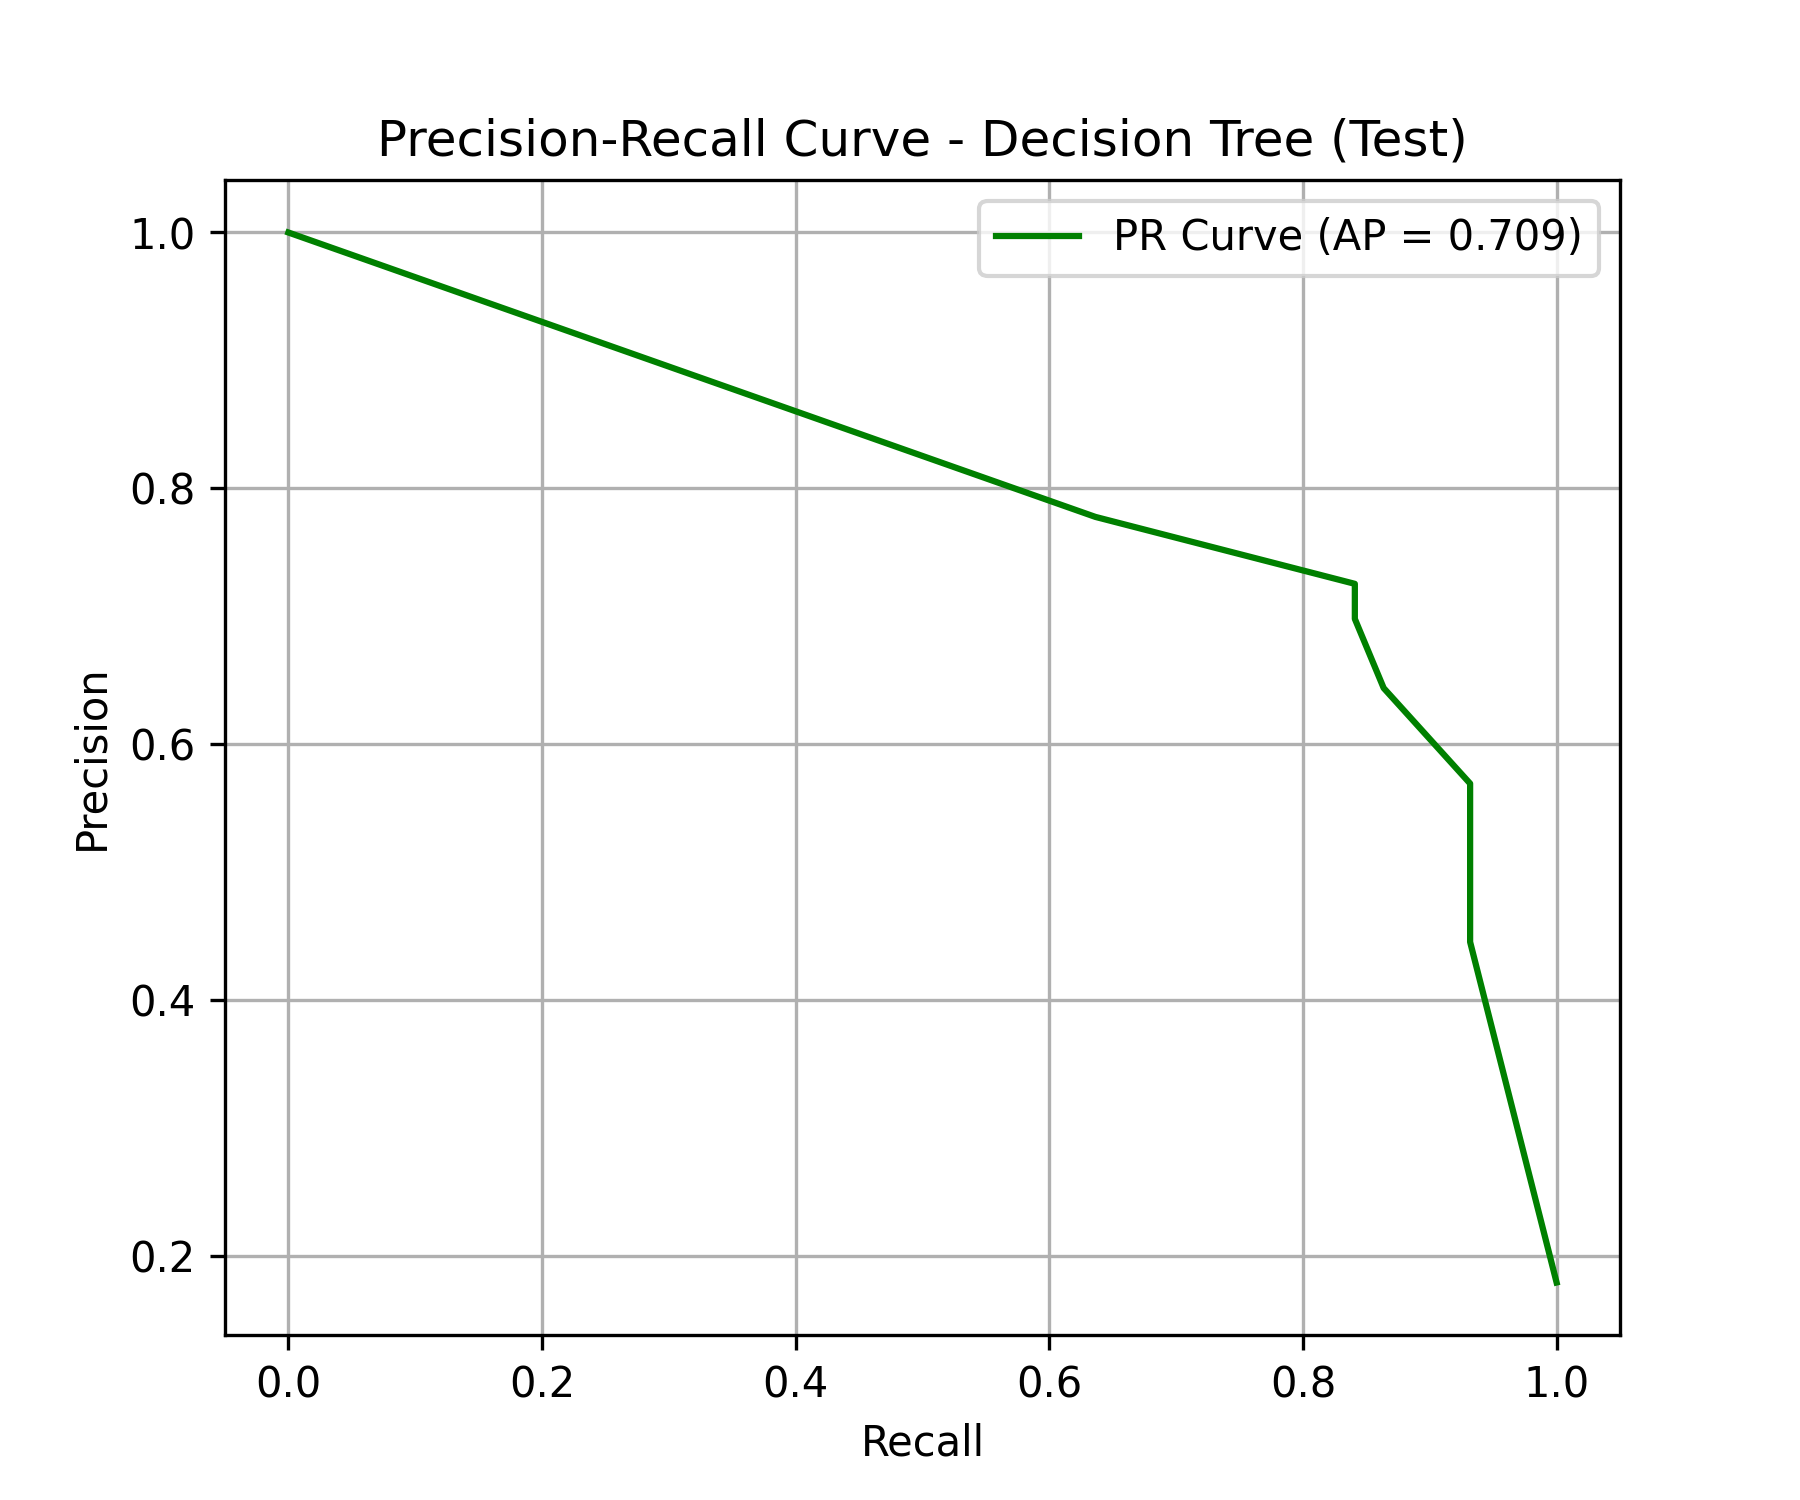 Precision-Recall Curve - Decision Tree (Test)
PR Curve (AP = 0.709)
1.0
0.8
0.6
0.4
0.2
Precision
0.0 0.2 0.4 0.6 0.8 1.0
Recall